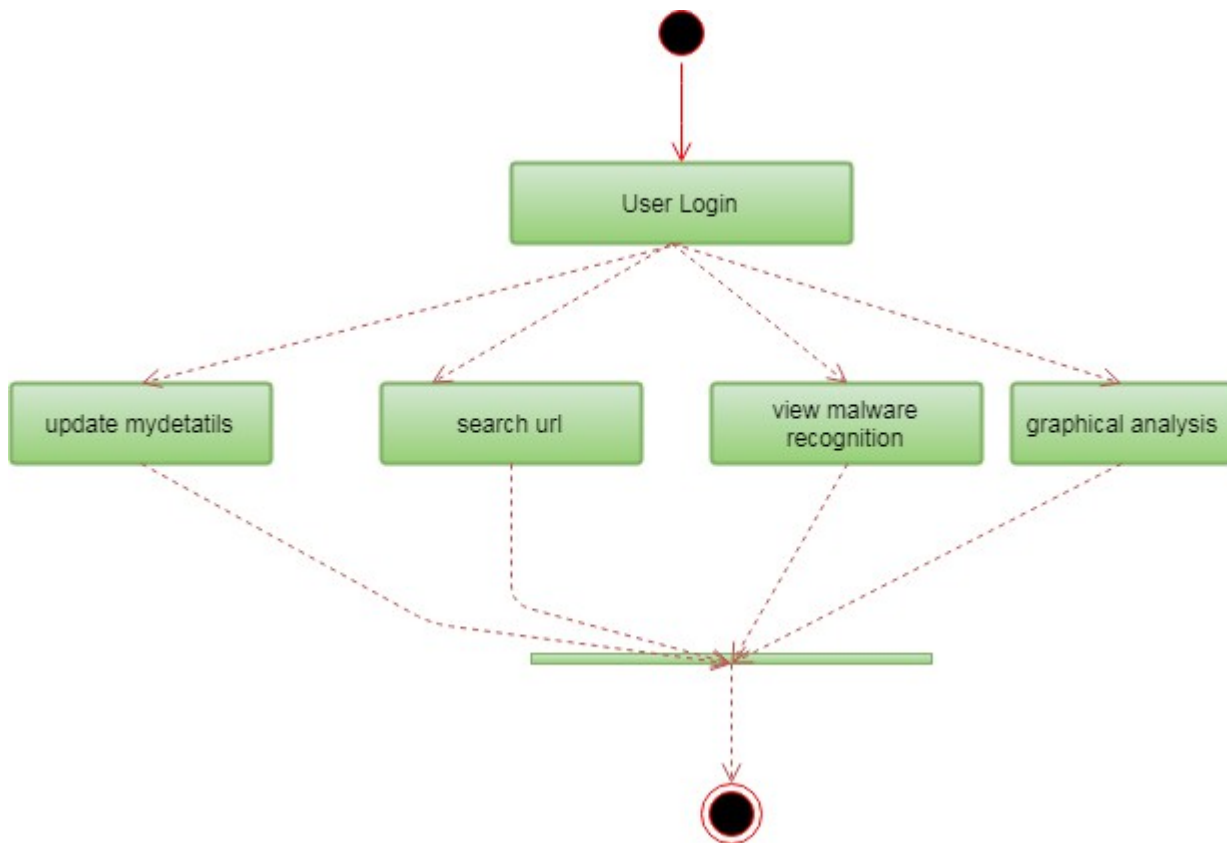 User Login
update mydetatils
search url
view malware
recognition
graphical analysis